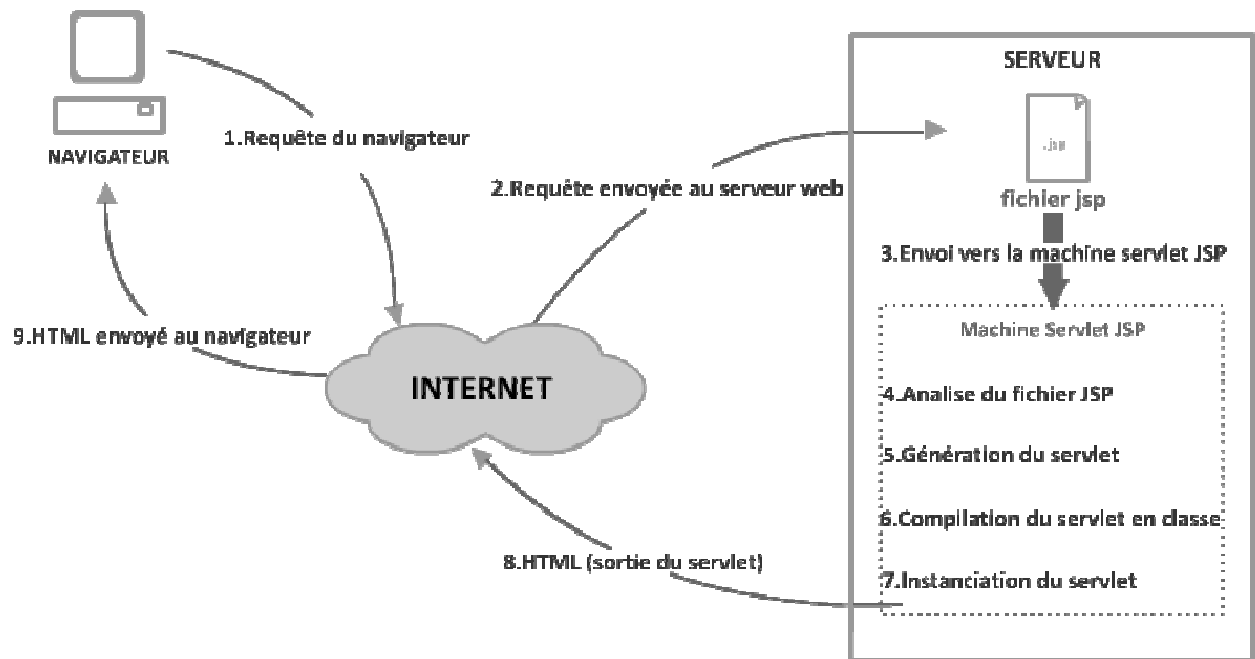 SERVEUR
.jsp
NAVIGATEUR
1.Requête du navigateur
2.Requête envoyée au serveur web
fichier jsp
3.Envoi vers la machine servlet JSP
9.HTML envoyé au navigateur
Machine Servlet JSP
INTERNET
4.Analise du fichier JSP
5.Génération du servlet
6.Compilation du servlet en classe
8.HTML (sortie du servlet)
7.Instanciation du servlet